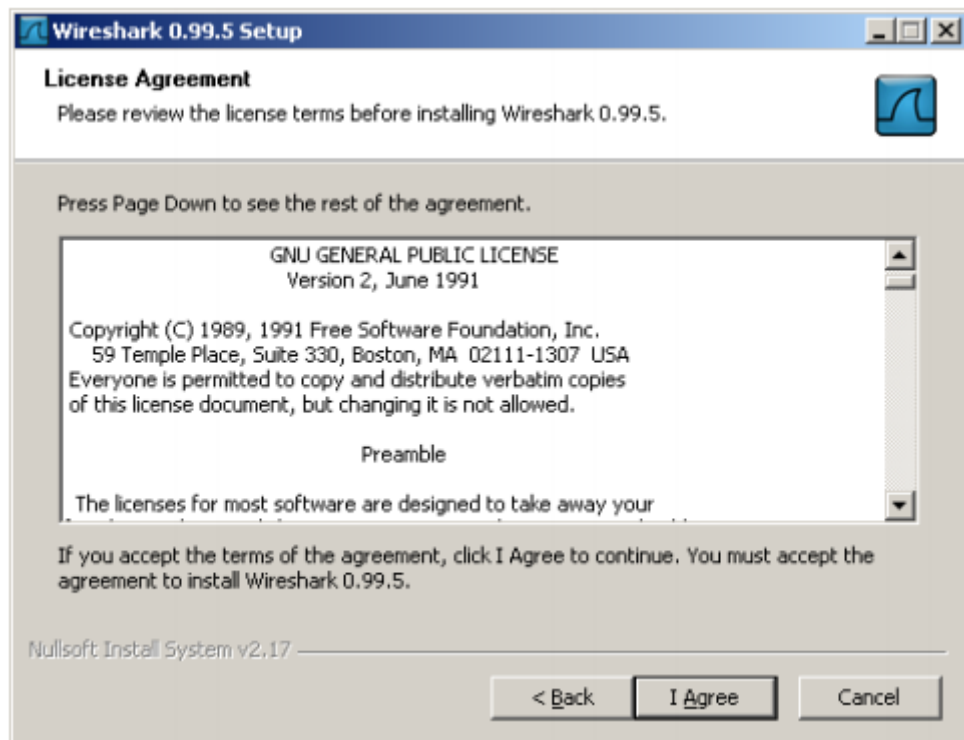 Wireshark 0.99.5 Setup
License Agreement
Please review the license terms before installing Wireshark 0.99.5.
Press Page Down to see the rest of the agreement.
GNU GENERAL PUBLIC LICENSE
Version 2, June 1991
Copyright (C) 1989, 1991 Free Software Foundation, Inc.
59 Temple Place, Suite 330, Boston, MA 02111-1307 USA
Everyone is permitted to copy and distribute verbatim copies
of this license document, but changing it is not allowed.
Preamble
The licenses for most software are designed to take away your
If you accept the terms of the agreement, click I Agree to continue. You must accept the
agreement to install Wireshark 0.99.5.
Nullsoft Install System v2.17
< Back I Agree Cancel